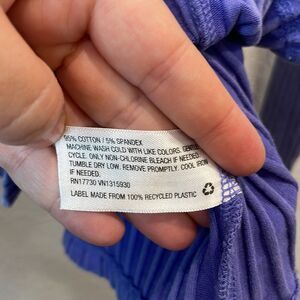 95% COTTON / 5% SPANDEX
MACHINE WASH COLD WITH LIKE COLORS. GENTLE
CYCLE. ONLY NON-CHLORINE BLEACH IF NEEDED.
TUMBLE DRY LOW. REMOVE PROMPTLY. COOL IRON
IF NEEDED.
RN17730 VN1315930
LABEL MADE FROM 100% RECYCLED PLASTIC